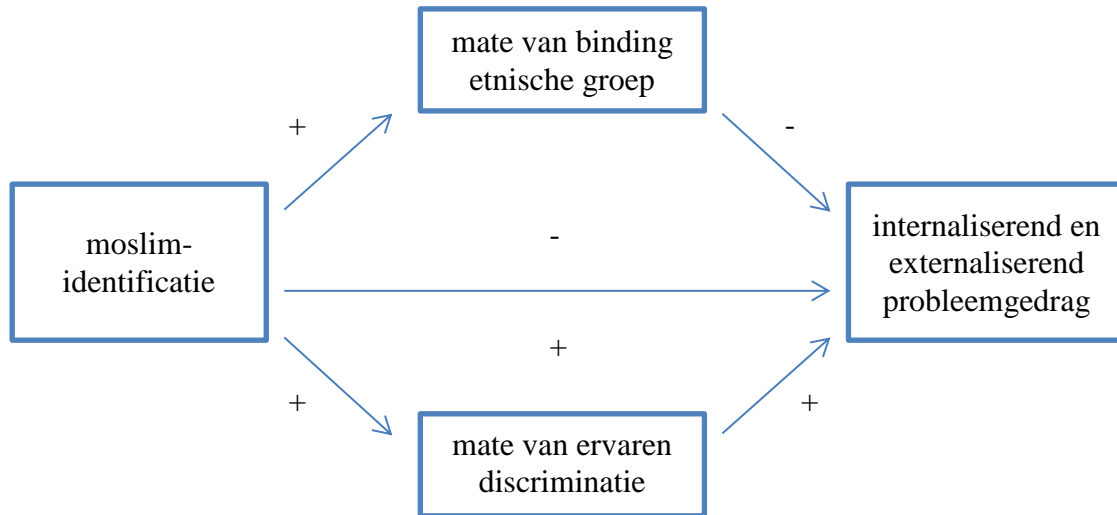 mate van binding
etnische groep
+
-
moslim-
identificatie
-
internaliserend en
externaliserend
probleemgedrag
+
+
+
mate van ervaren
discriminatie